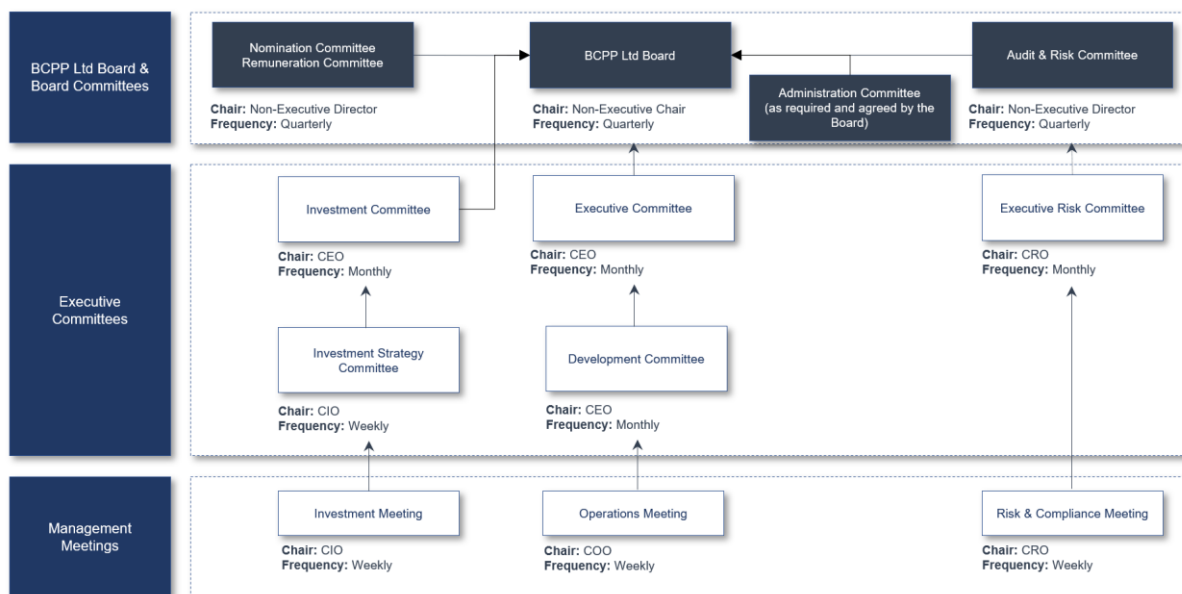 BCPP Ltd Board &
Board Committees
Nomination Committee
Remuneration Committee
Chair: Non-Executive Director
Frequency: Quarterly
BCPP Ltd Board
Chair: Non-Executive Chair
Frequency: Quarterly
Administration Committee
(as required and agreed by the
Board)
Audit & Risk Committee
Chair: Non-Executive Director
Frequency: Quarterly
Executive
Committees
Investment Committee
Chair: CEO
Frequency: Monthly
Executive Committee
Chair: CEO
Frequency: Monthly
Executive Risk Committee
Chair: CRO
Frequency: Monthly
Investment Strategy
Committee
Chair: CIO
Frequency: Weekly
Development Committee
Chair: CEO
Frequency: Monthly
Management
Meetings
Investment Meeting
Chair: CIO
Frequency: Weekly
Operations Meeting
Chair: COO
Frequency: Weekly
Risk & Compliance Meeting
Chair: CRO
Frequency: Weekly